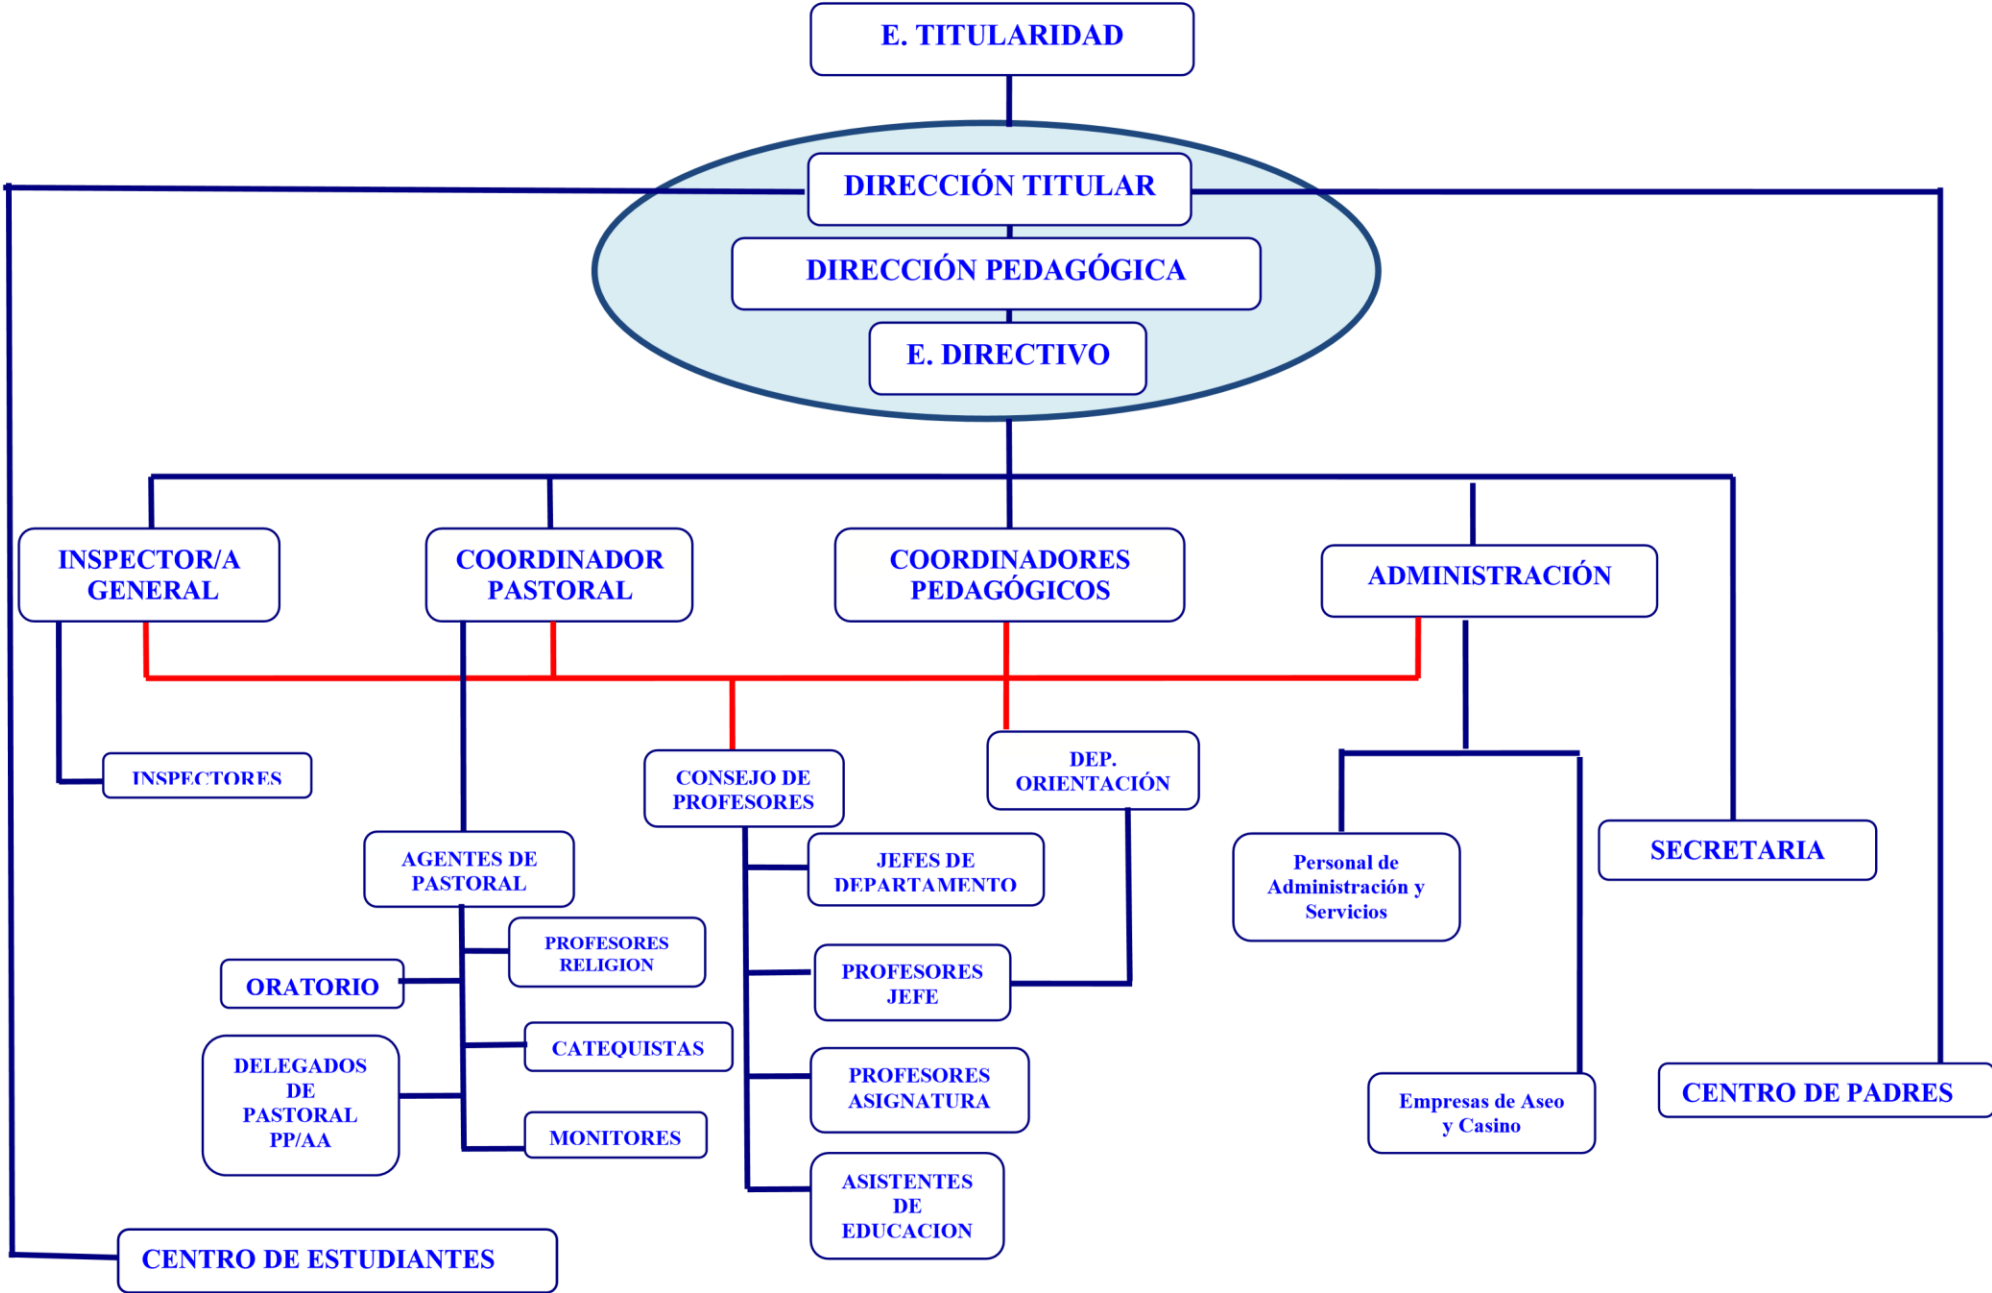 E. TITULARIDAD
DIRECCIÓN TITULAR
DIRECCIÓN PEDAGÓGICA
E. DIRECTIVO
INSPECTOR/A
GENERAL
COORDINADOR
PASTORAL
COORDINADORES
PEDAGÓGICOS
ADMINISTRACIÓN
INSPECTORES
CONSEJO DE
PROFESORES
DEP.
ORIENTACIÓN
AGENTES DE
PASTORAL
JEFES DE
DEPARTAMENTO
Personal de
Administración y
Servicios
SECRETARIA
PROFESORES
RELIGION
ORATORIO
PROFESORES
JEFE
CATEQUISTAS
DELEGADOS
DE
PASTORAL
PP/AA
PROFESORES
ASIGNATURA
MONITORES
Empresas de Aseo
y Casino
CENTRO DE PADRES
ASISTENTES
DE
EDUCACION
CENTRO DE ESTUDIANTES